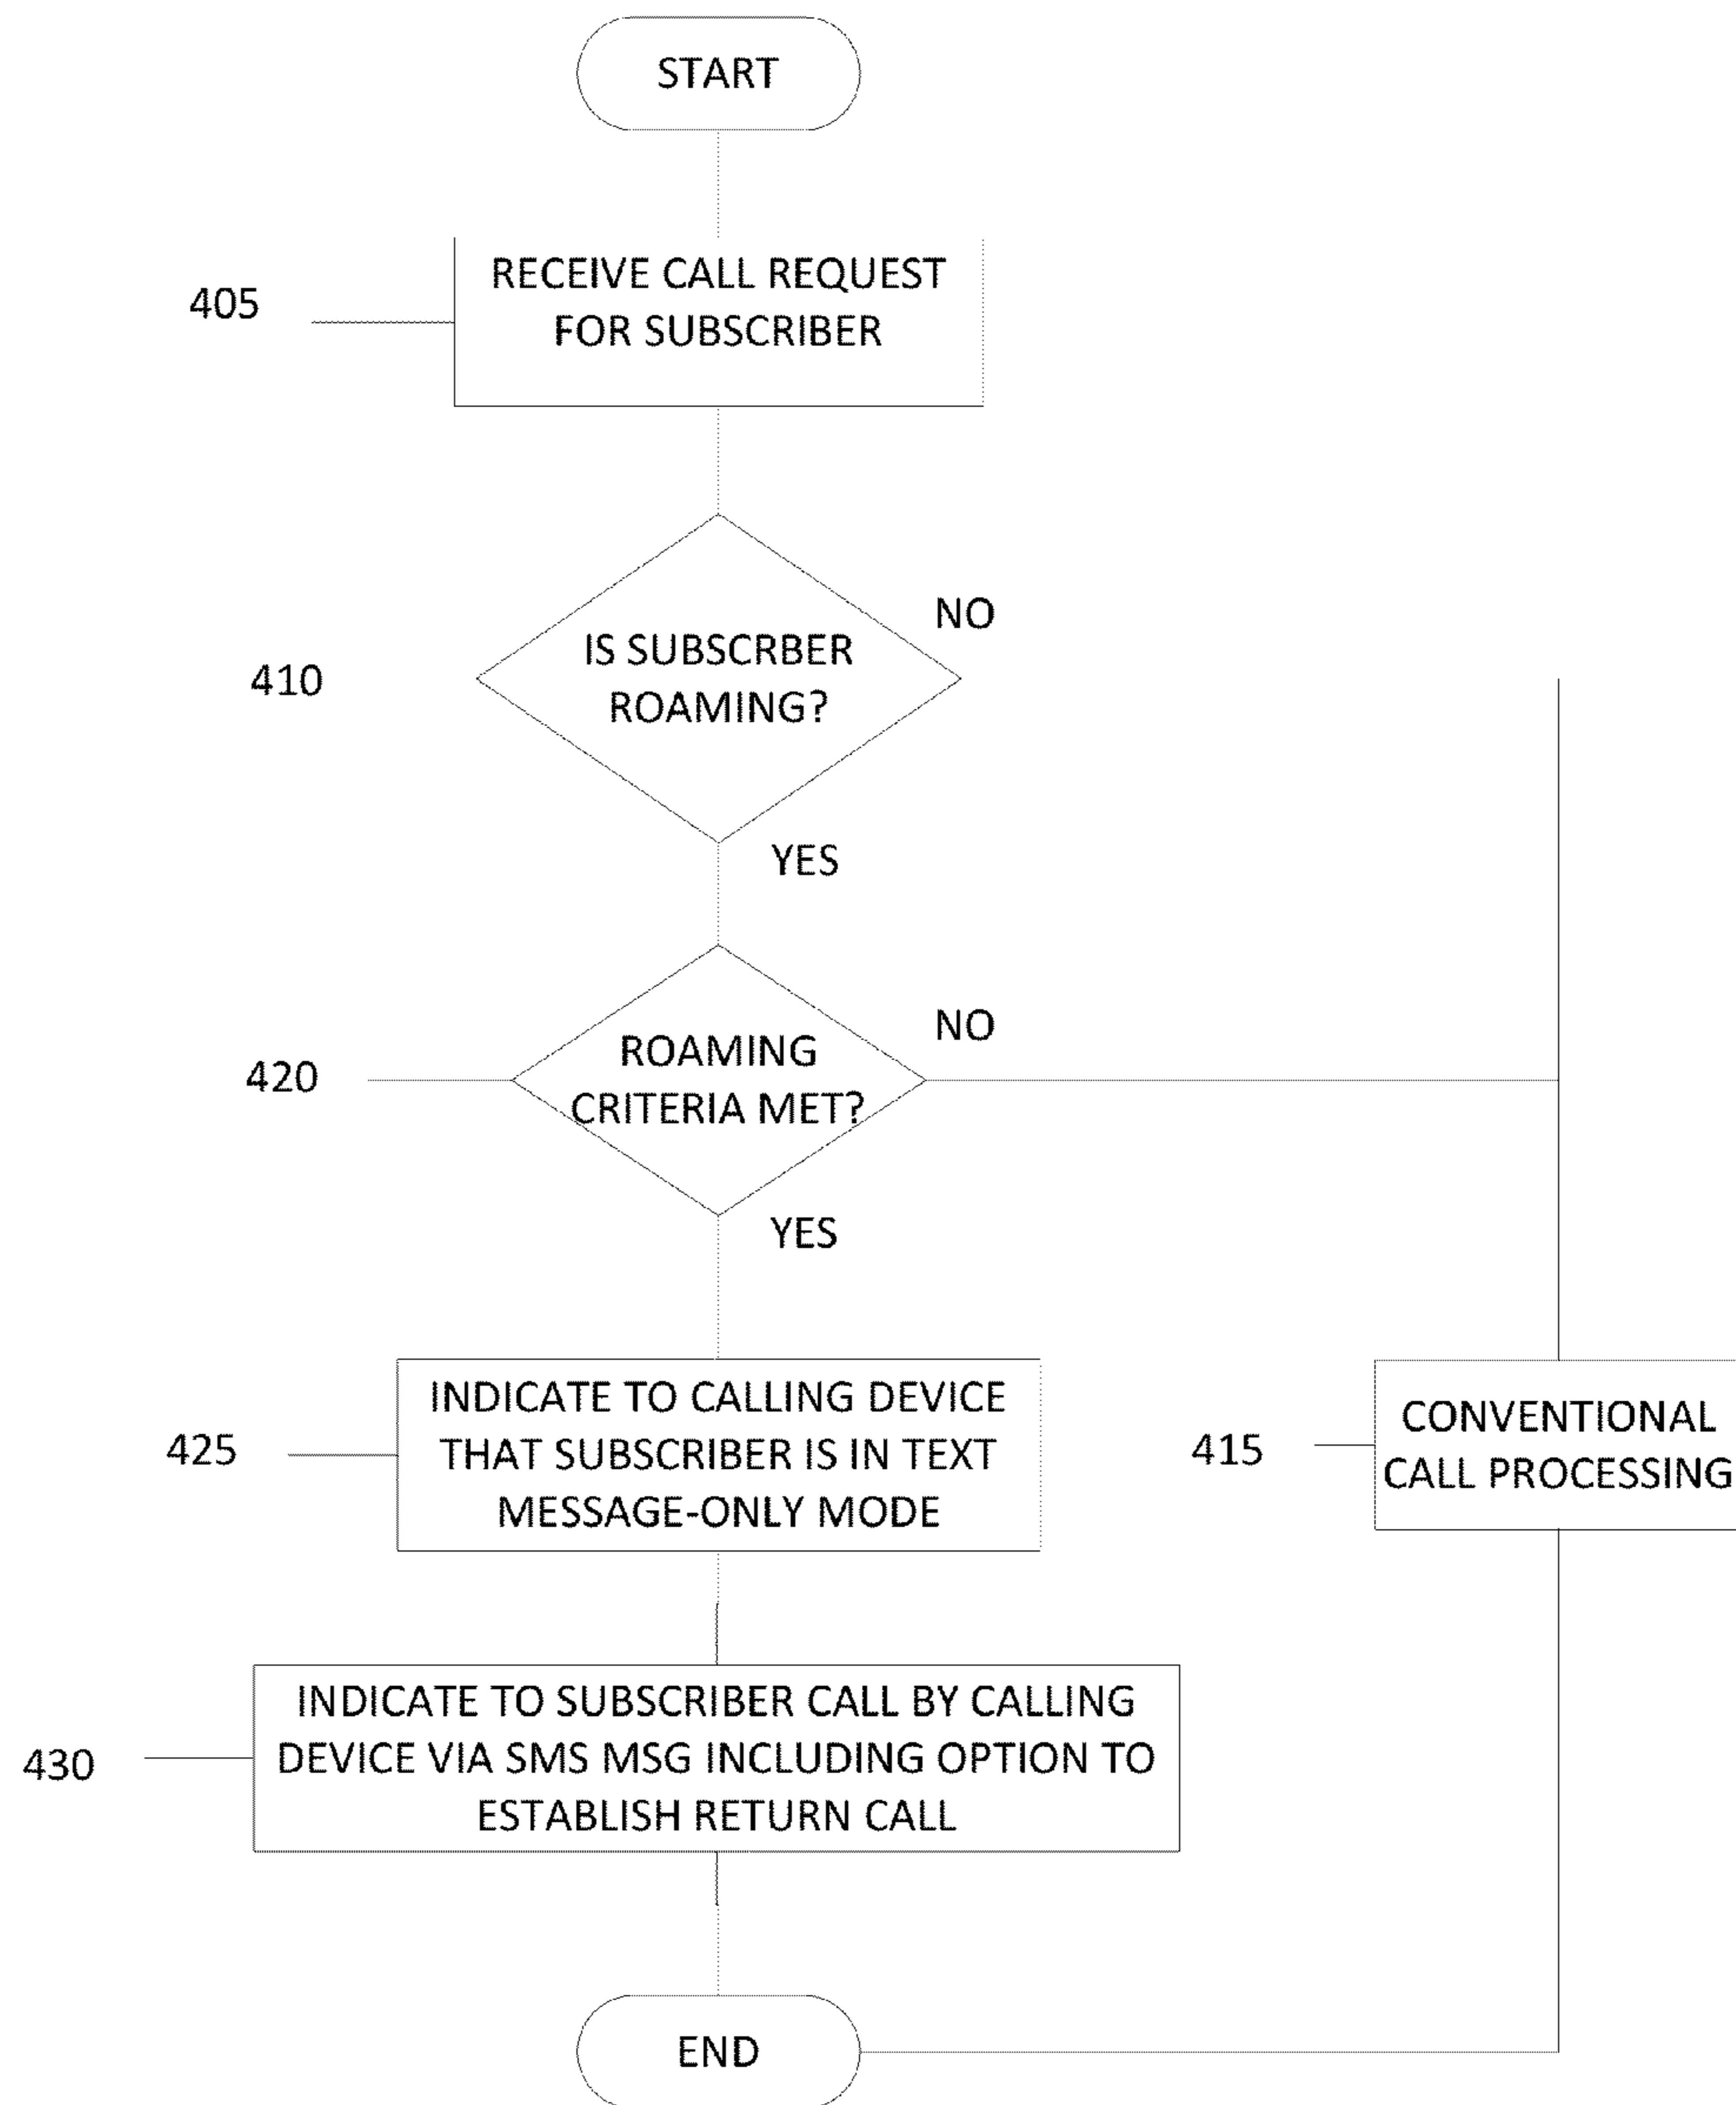 START
405
RECEIVE CALL REQUEST
FOR SUBSCRIBER
NO
410
IS SUBSCRBER
ROAMING?
YES
NO
420
ROAMING
CRITERIA MET?
YES
425
INDICATE TO CALLING DEVICE
THAT SUBSCRIBER IS IN TEXT
MESSAGE-ONLY MODE
415
CONVENTIONAL
CALL PROCESSING
430
INDICATE TO SUBSCRIBER CALL BY CALLING
DEVICE VIA SMS MSG INCLUDING OPTION TO
ESTABLISH RETURN CALL
END